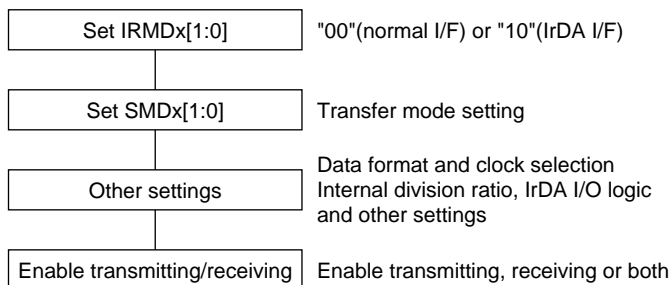 Set IRMDx[1:0]
"00"(normal I/F) or "10"(IrDA I/F)
Set SMDx[1:0]
Transfer mode setting
Other settings
Data format and clock selection
Internal division ratio, IrDA I/O logic
and other settings
Enable transmitting/receiving
Enable transmitting, receiving or both